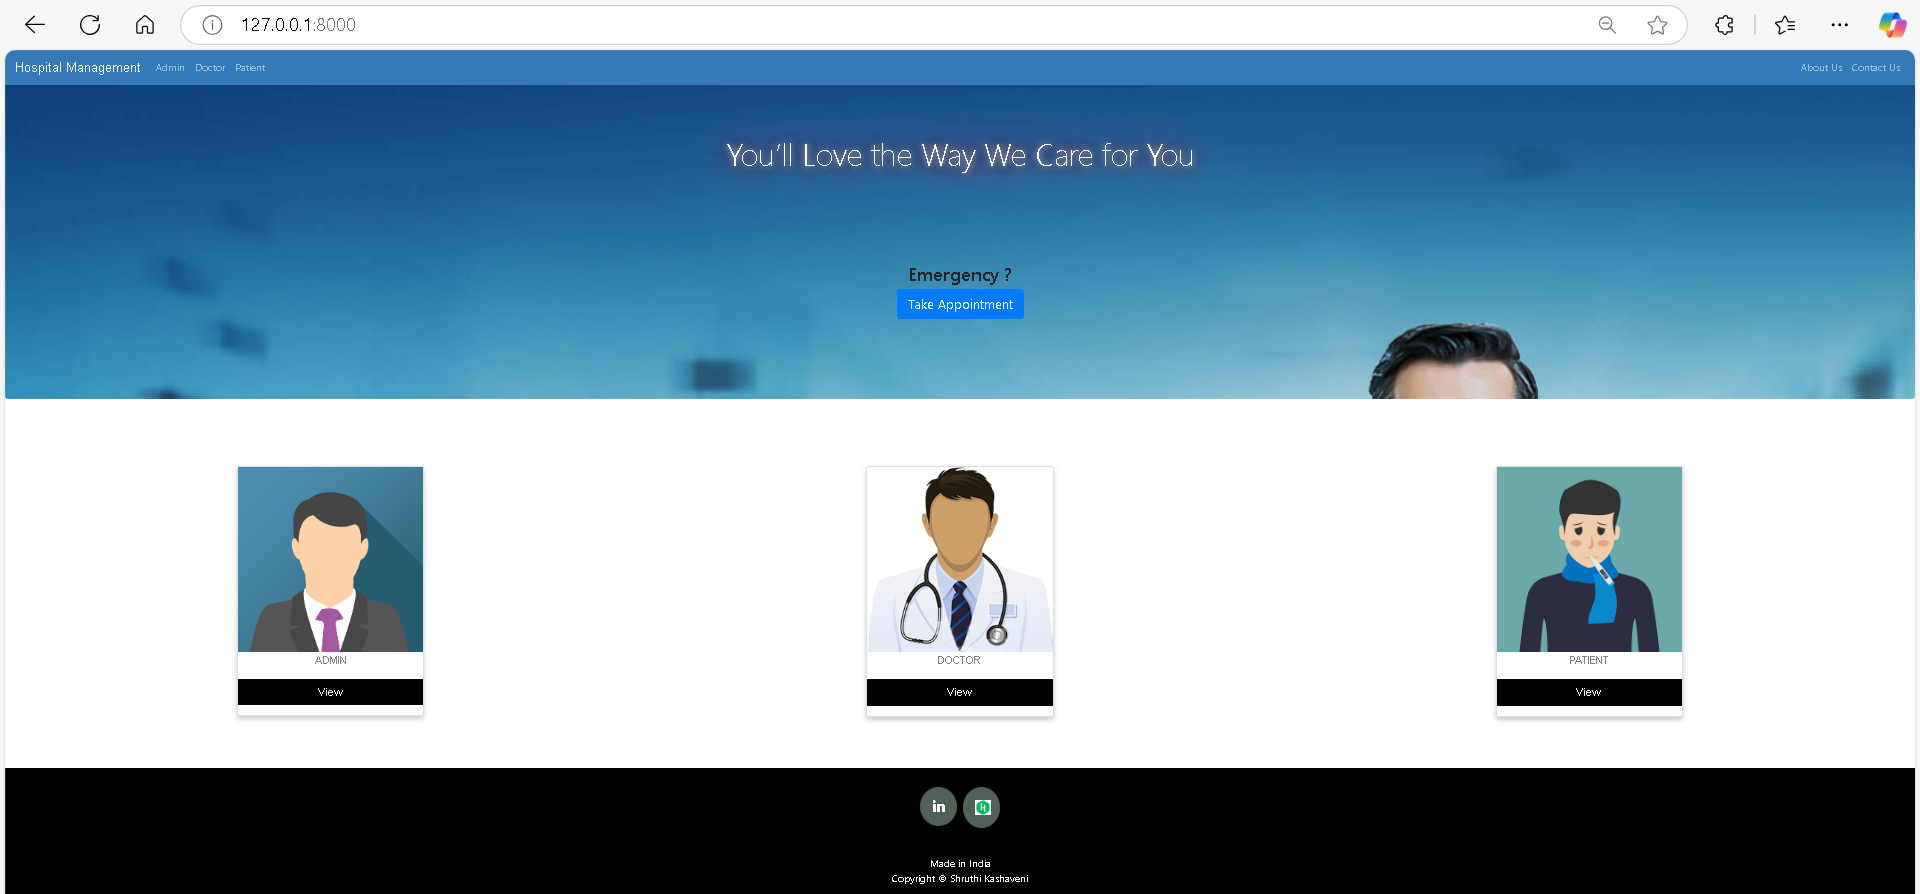 127.0.0.1:8000
Hospital Management Admin Doctor Patient About Us Contact Us
You'll Love the Way We Care for You
Emergency ?
Take Appointment
ADMIN DOCTOR PATIENT
View View View
in H
Made in India
Copyright © Shruthi Kashaveni